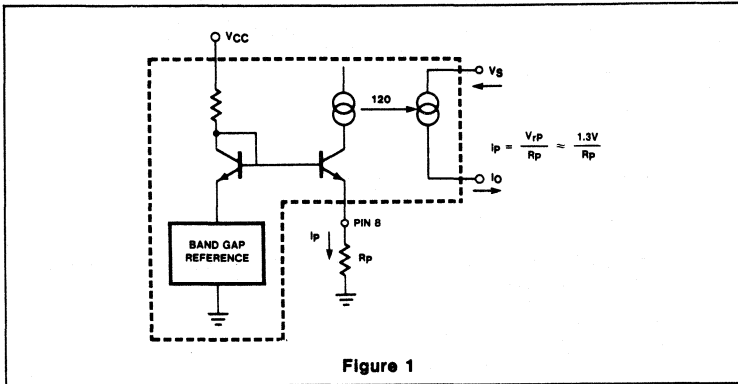 VCC
VS
120
Ip = VrP / Rp ≈ 1.3V / Rp
IO
PIN 8
Ip
Rp
BAND GAP
REFERENCE
Figure 1